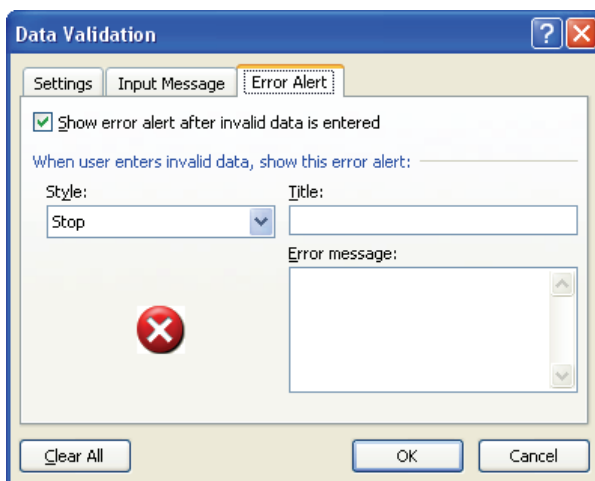 Data Validation
Settings Input Message Error Alert
Show error alert after invalid data is entered
When user enters invalid data, show this error alert:
Style: Title:
Stop
Error message:
Clear All OK Cancel